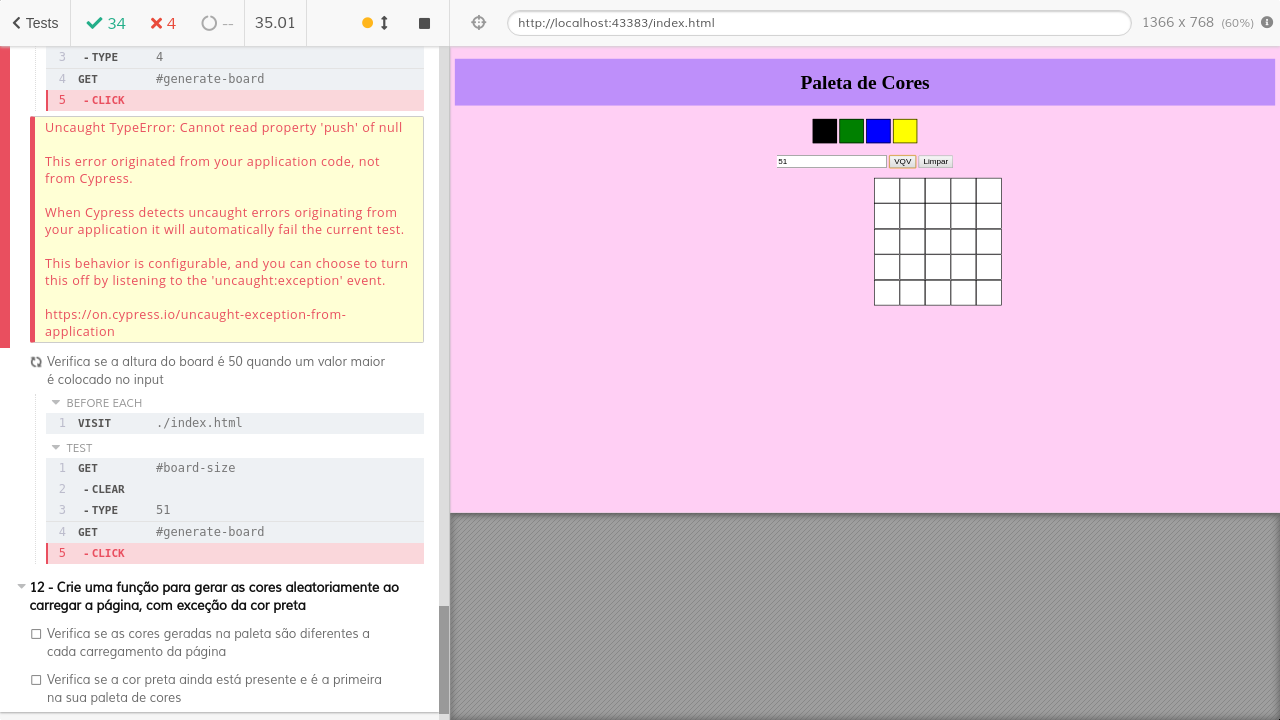 Tests
34
4
--
35.01
http://localhost:43383/index.html
1366 x 768 (60%)
3 - TYPE 4
4 GET #generate-board
5 - CLICK
Uncaught TypeError: Cannot read property 'push' of null
This error originated from your application code, not
from Cypress.
When Cypress detects uncaught errors originating from
your application it will automatically fail the current test.
This behavior is configurable, and you can choose to turn
this off by listening to the 'uncaught:exception' event.
https://on.cypress.io/uncaught-exception-from-
application
Verifica se a altura do board é 50 quando um valor maior
é colocado no input
BEFORE EACH
1 VISIT ./index.html
TEST
1 GET #board-size
2 - CLEAR
3 - TYPE 51
4 GET #generate-board
5 - CLICK
12 - Crie uma função para gerar as cores aleatoriamente ao
carregar a página, com exceção da cor preta
Verifica se as cores geradas na paleta são diferentes a
cada carregamento da página
Verifica se a cor preta ainda está presente e é a primeira
na sua paleta de cores
Paleta de Cores
51 VQV Limpar